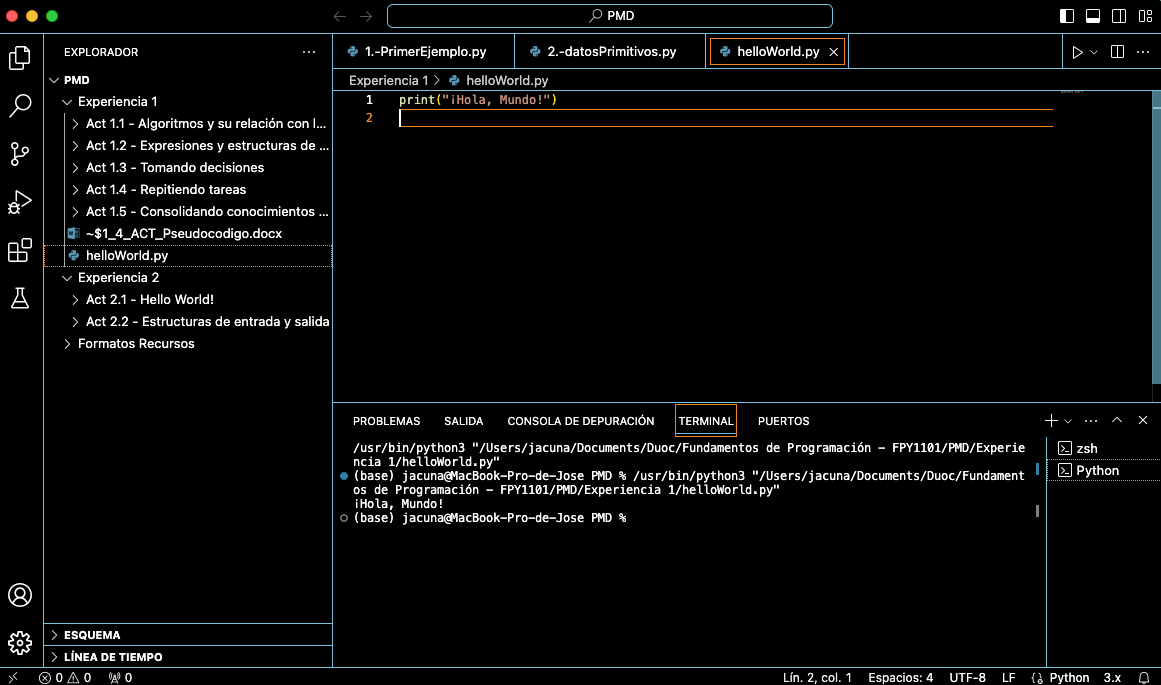 PMD
EXPLORADOR
PMD
Experiencia 1
Act 1.1 - Algoritmos y su relación con l...
Act 1.2 - Expresiones y estructuras de ...
Act 1.3 - Tomando decisiones
Act 1.4 - Repitiendo tareas
Act 1.5 - Consolidando conocimientos ...
~$1_4_ACT_Pseudocodigo.docx
helloWorld.py
Experiencia 2
Act 2.1 - Hello World!
Act 2.2 - Estructuras de entrada y salida
Formatos Recursos
ESQUEMA
LÍNEA DE TIEMPO
1.-PrimerEjemplo.py
2.-datosPrimitivos.py
helloWorld.py
Experiencia 1 > helloWorld.py
1 print("¡Hola, Mundo!")
2
PROBLEMAS SALIDA CONSOLA DE DEPURACIÓN TERMINAL PUERTOS
/usr/bin/python3 "/Users/jacuna/Documents/Duoc/Fundamentos de Programación - FPY1101/PMD/Experie
ncia 1/helloWorld.py"
(base) jacuna@MacBook-Pro-de-Jose PMD % /usr/bin/python3 "/Users/jacuna/Documents/Duoc/Fundament
os de Programación - FPY1101/PMD/Experiencia 1/helloWorld.py"
¡Hola, Mundo!
(base) jacuna@MacBook-Pro-de-Jose PMD %
zsh
Python
0 0 0 Lín. 2, col. 1 Espacios: 4 UTF-8 LF Python 3.x